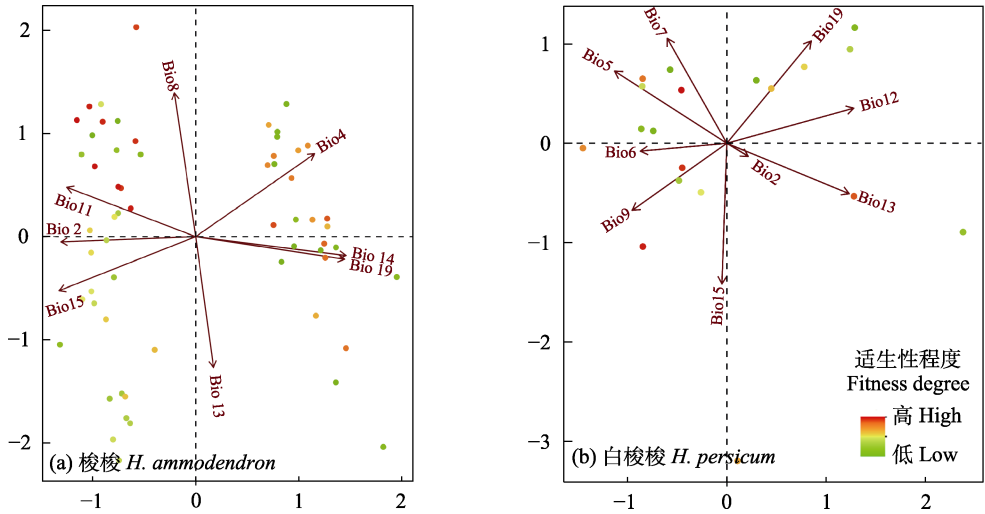 2
1
0
−1
−2
−1
0
1
2
Bio8
Bio4
Bio11
Bio 2
Bio15
Bio 14
Bio 19
Bio 13
(a) 梭梭 H. ammodendron
1
0
−1
−2
−3
−1
0
1
2
Bio7
Bio19
Bio5
Bio12
Bio6
Bio2
Bio13
Bio9
Bio15
适生性程度
Fitness degree
高 High
低 Low
(b) 白梭梭 H. persicum